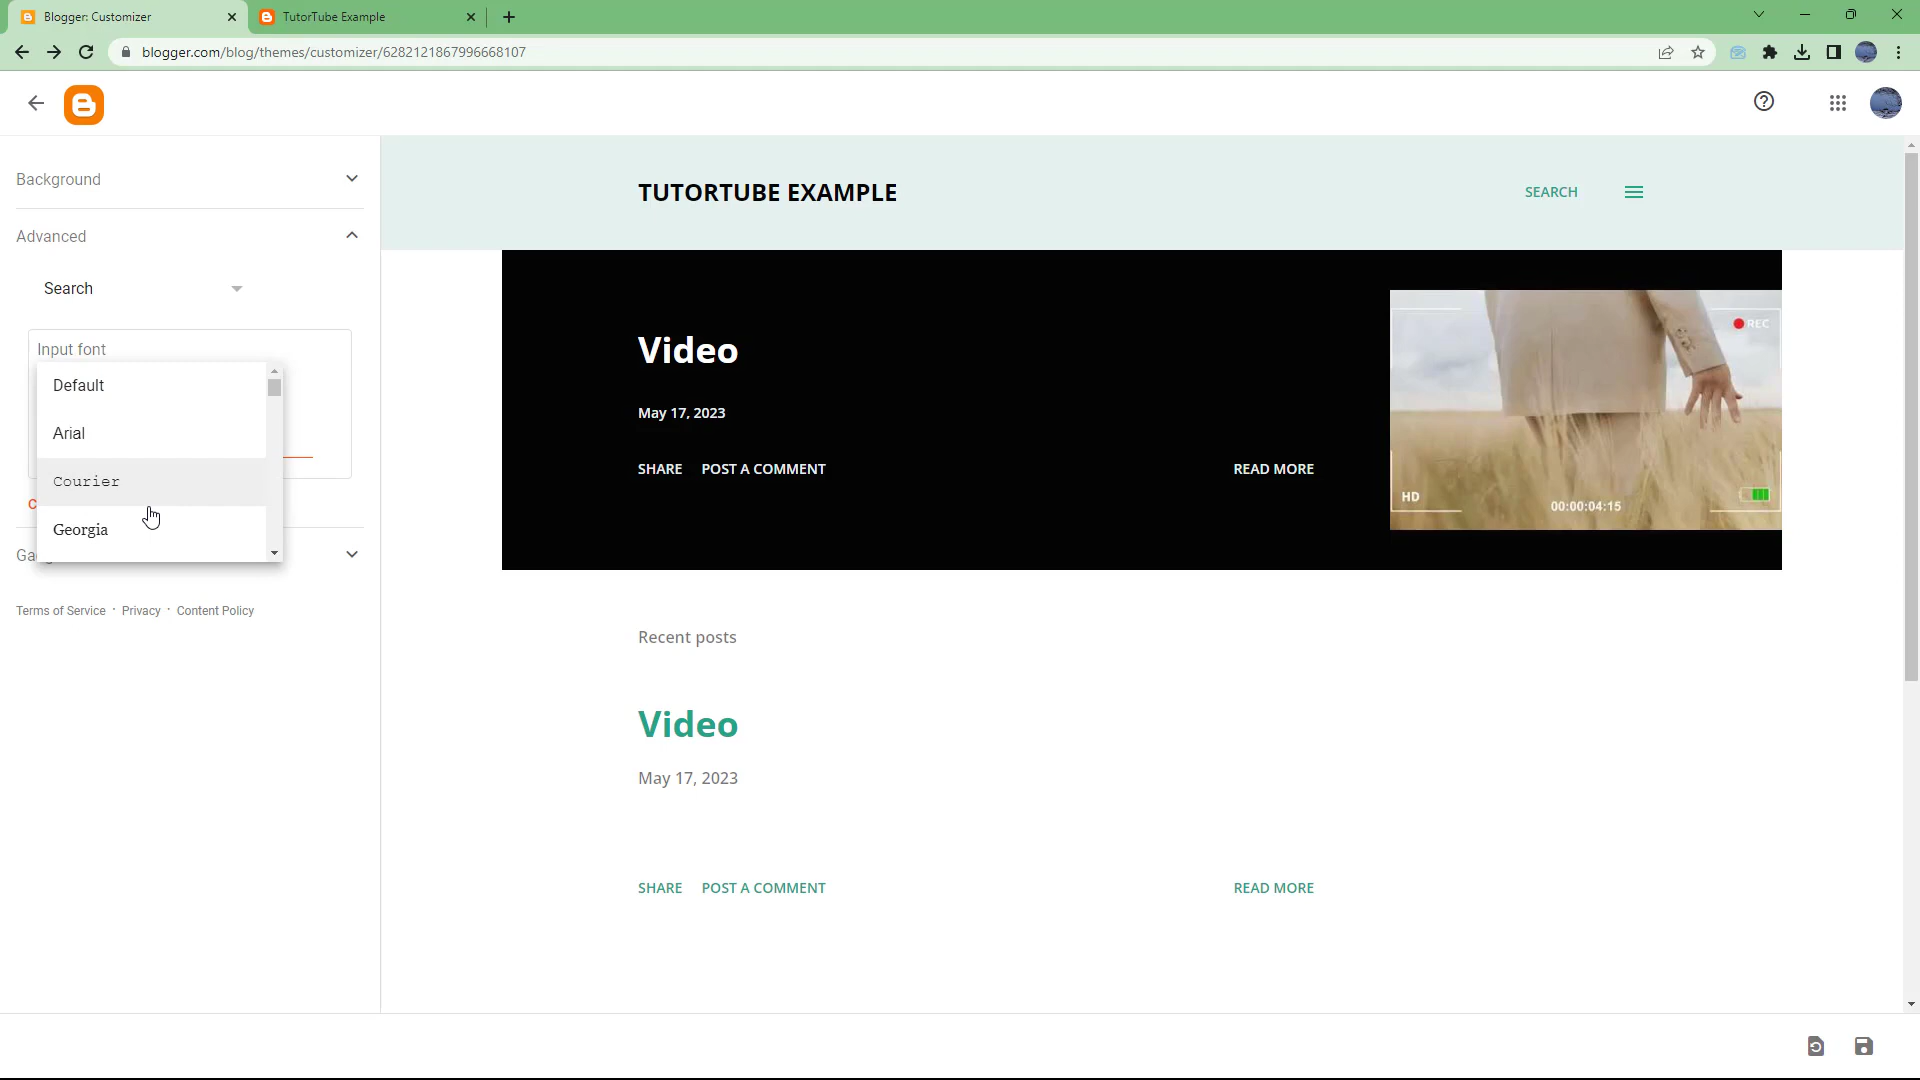 Blogger: Customizer
TutorTube Example
blogger.com/blog/themes/customizer/6282121867996668107
Background
Advanced
Search
Input font
Default
Arial
Courier
Georgia
Terms of Service · Privacy · Content Policy
TUTORTUBE EXAMPLE
SEARCH
Video
May 17, 2023
SHARE POST A COMMENT READ MORE
REC
HD
00:00:04:15
Recent posts
Video
May 17, 2023
SHARE POST A COMMENT READ MORE